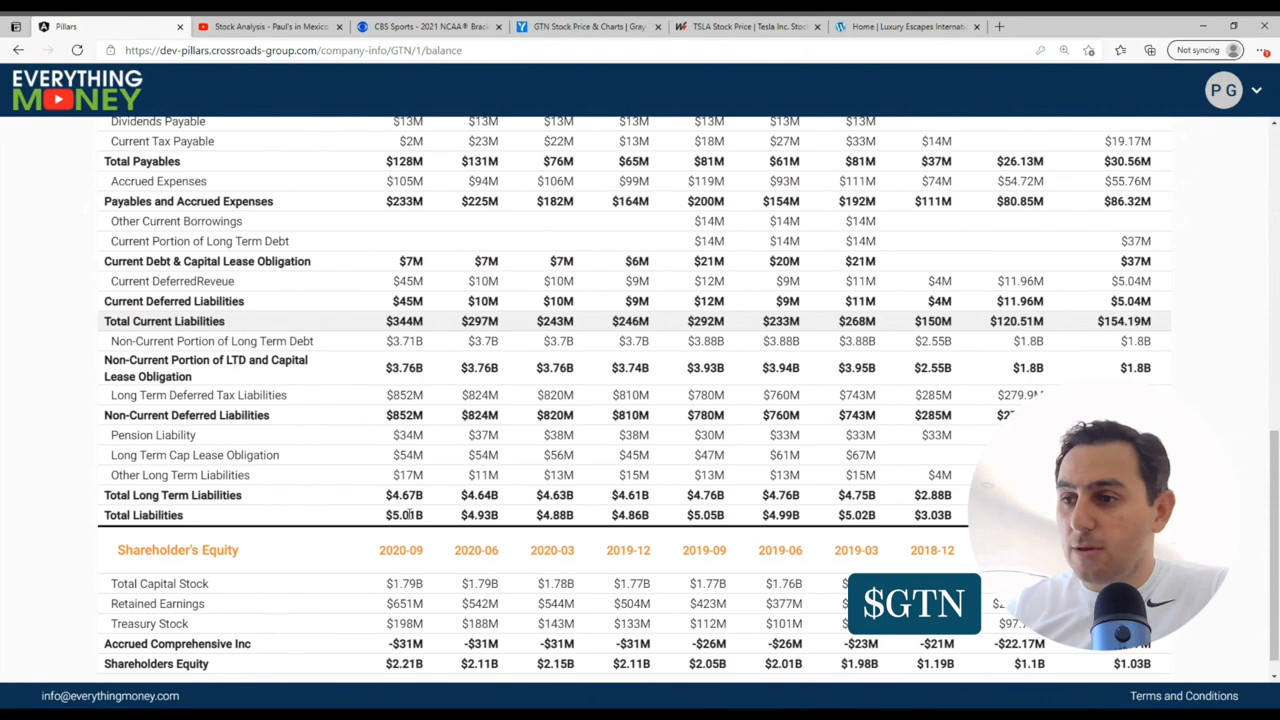 Pillars
Stock Analysis - Paul's in Mexico
CBS Sports - 2021 NCAA® Brac
GTN Stock Price & Charts | Gray
TSLA Stock Price | Tesla Inc. Stoc
Home | Luxury Escapes Internatio
https://dev-pillars.crossroads-group.com/company-info/GTN/1/balance
Not syncing
EVERYTHING
MONEY
P G
Dividends Payable $13M $13M $13M $13M $13M $13M $13M
Current Tax Payable $2M $23M $22M $13M $18M $27M $33M $14M $19.17M
Total Payables $128M $131M $76M $65M $81M $61M $81M $37M $26.13M $30.56M
Accrued Expenses $105M $94M $106M $99M $119M $93M $111M $74M $54.72M $55.76M
Payables and Accrued Expenses $233M $225M $182M $164M $200M $154M $192M $111M $80.85M $86.32M
Other Current Borrowings $14M $14M $14M
Current Portion of Long Term Debt $14M $14M $14M $37M
Current Debt & Capital Lease Obligation $7M $7M $7M $6M $21M $20M $21M $37M
Current DeferredReveue $45M $10M $10M $9M $12M $9M $11M $4M $11.96M $5.04M
Current Deferred Liabilities $45M $10M $10M $9M $12M $9M $11M $4M $11.96M $5.04M
Total Current Liabilities $344M $297M $243M $246M $292M $233M $268M $150M $120.51M $154.19M
Non-Current Portion of Long Term Debt $3.71B $3.7B $3.7B $3.7B $3.88B $3.88B $3.88B $2.55B $1.8B $1.8B
Non-Current Portion of LTD and Capital
Lease Obligation $3.76B $3.76B $3.76B $3.74B $3.93B $3.94B $3.95B $2.55B $1.8B $1.8B
Long Term Deferred Tax Liabilities $852M $824M $820M $810M $780M $760M $743M $285M $279.9M
Non-Current Deferred Liabilities $852M $824M $820M $810M $780M $760M $743M $285M
Pension Liability $34M $37M $38M $38M $30M $33M $33M $33M
Long Term Cap Lease Obligation $54M $54M $56M $45M $47M $61M $67M
Other Long Term Liabilities $17M $11M $13M $15M $13M $13M $15M $4M
Total Long Term Liabilities $4.67B $4.64B $4.63B $4.61B $4.76B $4.76B $4.75B $2.88B
Total Liabilities $5.01B $4.93B $4.88B $4.86B $5.05B $4.99B $5.02B $3.03B
Shareholder's Equity 2020-09 2020-06 2020-03 2019-12 2019-09 2019-06 2019-03 2018-12
Total Capital Stock $1.79B $1.79B $1.78B $1.77B $1.77B $1.76B
Retained Earnings $651M $542M $544M $504M $423M $377M
Treasury Stock $198M $188M $143M $133M $112M $101M
Accrued Comprehensive Inc -$31M -$31M -$31M -$31M -$26M -$26M -$23M -$21M -$22.17M
Shareholders Equity $2.21B $2.11B $2.15B $2.11B $2.05B $2.01B $1.98B $1.19B $1.1B $1.03B
$GTN
info@everythingmoney.com
Terms and Conditions